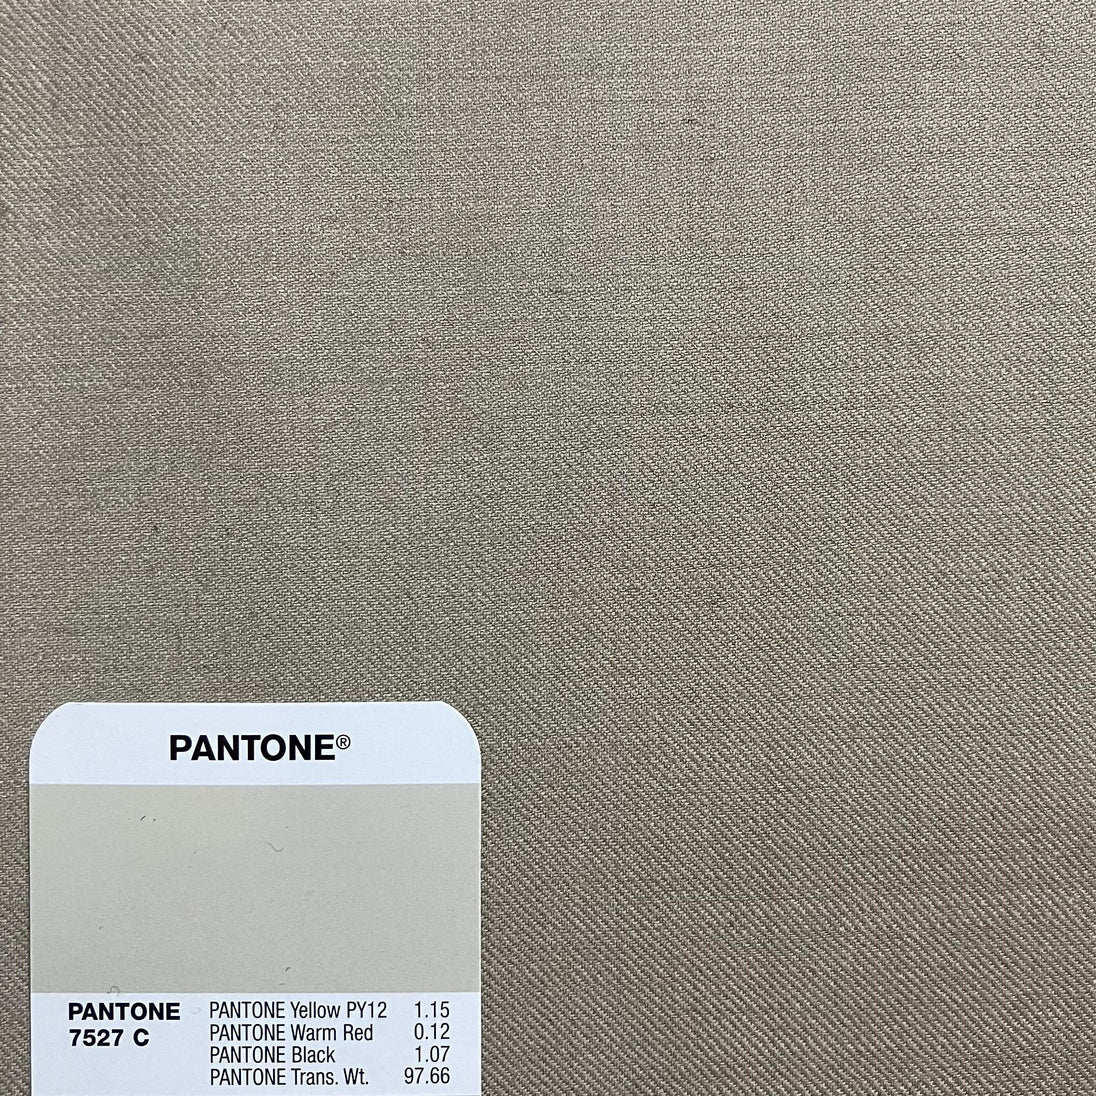 PANTONE®
PANTONE
7527 C
PANTONE Yellow PY12 1.15
PANTONE Warm Red 0.12
PANTONE Black 1.07
PANTONE Trans. Wt. 97.66